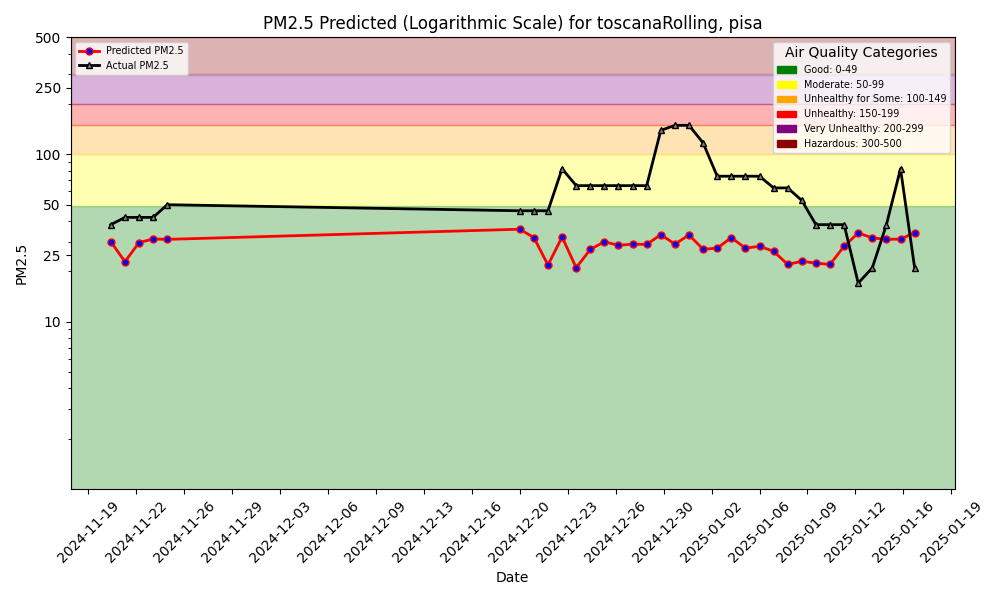 PM2.5 Predicted (Logarithmic Scale) for toscanaRolling, pisa
Predicted PM2.5
Actual PM2.5
Air Quality Categories
Good: 0-49
Moderate: 50-99
Unhealthy for Some: 100-149
Unhealthy: 150-199
Very Unhealthy: 200-299
Hazardous: 300-500
500
250
100
50
25
10
PM2.5
2024-11-19
2024-11-22
2024-11-26
2024-11-29
2024-12-03
2024-12-06
2024-12-09
2024-12-13
2024-12-16
2024-12-20
2024-12-23
2024-12-26
2024-12-30
2025-01-02
2025-01-06
2025-01-09
2025-01-12
2025-01-16
2025-01-19
Date